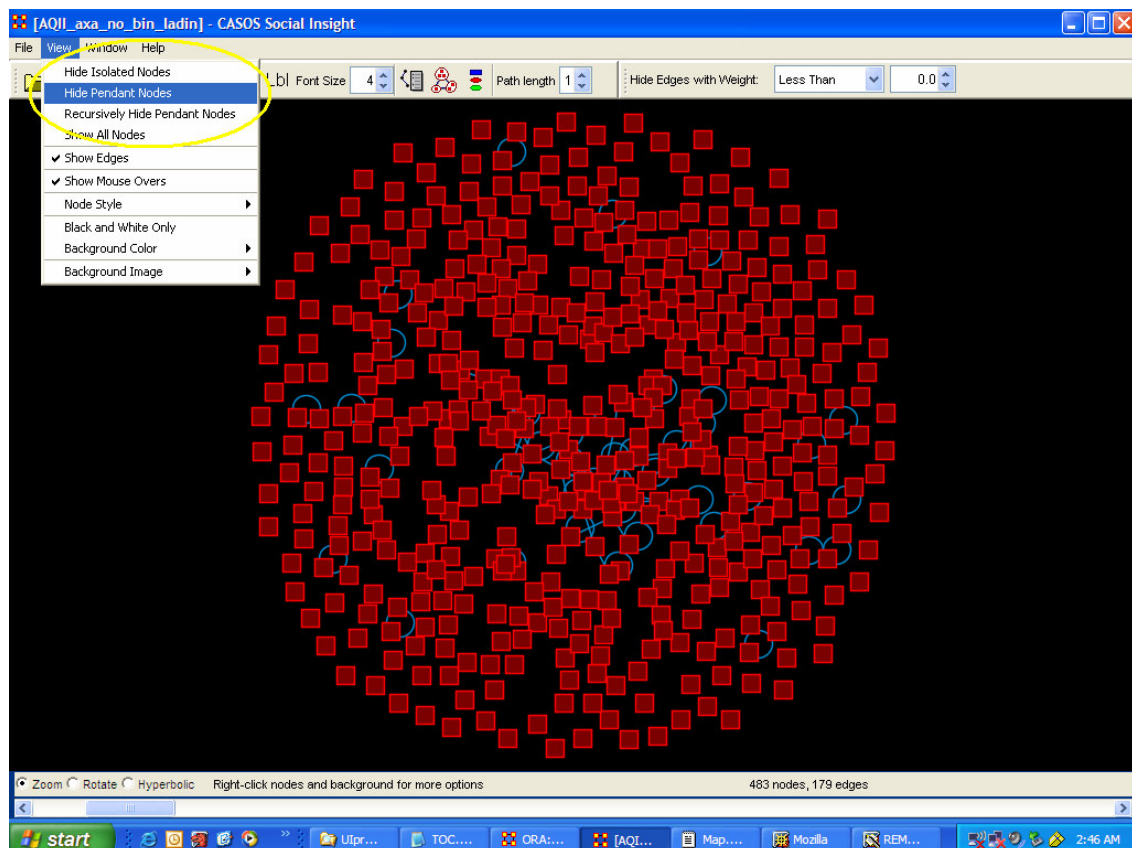 [AQII_axa_no_bin_ladin] - CASOS Social Insight
File View Window Help
Lbl Font Size 4 Path length 1 Hide Edges with Weight: Less Than 0.0
Hide Isolated Nodes
Hide Pendant Nodes
Recursively Hide Pendant Nodes
Show All Nodes
Show Edges
Show Mouse Overs
Node Style
Black and White Only
Background Color
Background Image
Zoom Rotate Hyperbolic Right-click nodes and background for more options 483 nodes, 179 edges
start UIpr... TOC.... ORA:... [AQI... Map.... Mozilla REM... 2:46 AM